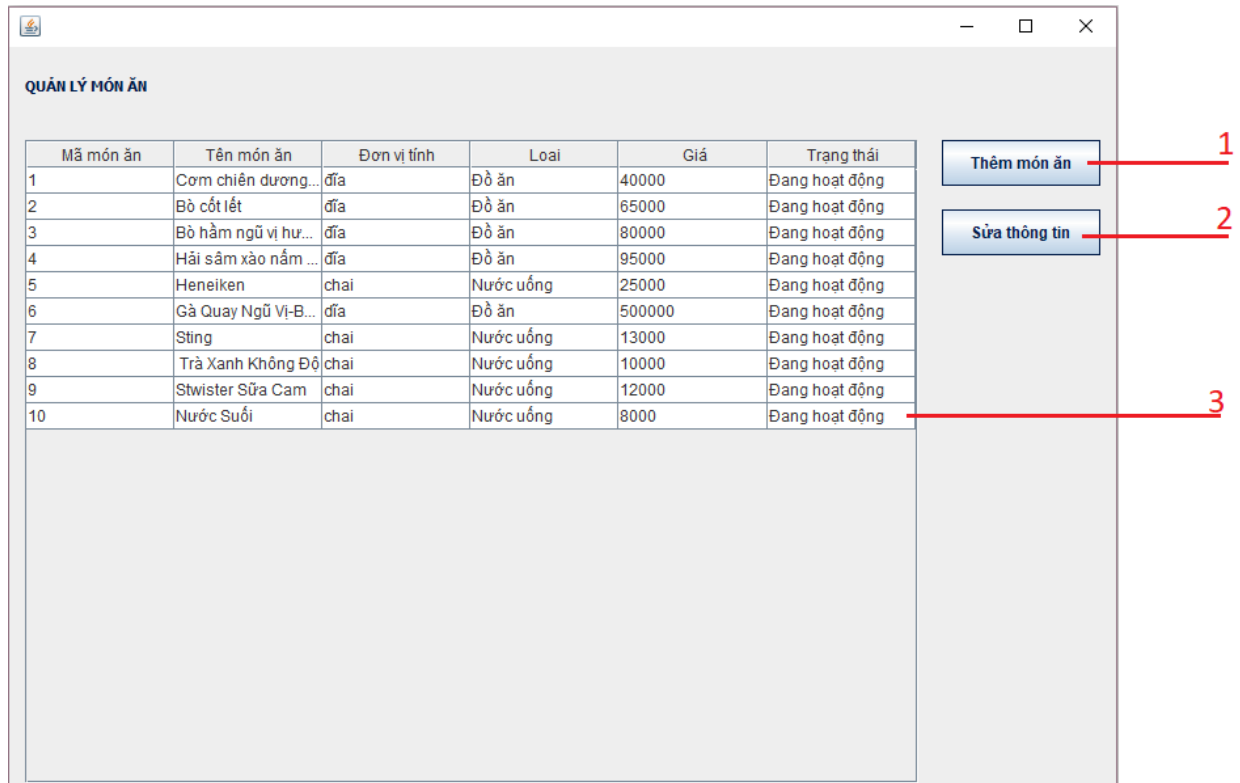 QUẢN LÝ MÓN ĂN
Mã món ăn Tên món ăn Đơn vị tính Loai Giá Trạng thái
1 Cơm chiên dương... đĩa Đồ ăn 40000 Đang hoạt động
2 Bò cốt lết đĩa Đồ ăn 65000 Đang hoạt động
3 Bò hầm ngũ vị hư... đĩa Đồ ăn 80000 Đang hoạt động
4 Hải sâm xào nấm ... đĩa Đồ ăn 95000 Đang hoạt động
5 Heneiken chai Nước uống 25000 Đang hoạt động
6 Gà Quay Ngũ Vị-B... dĩa Đồ ăn 500000 Đang hoạt động
7 Sting chai Nước uống 13000 Đang hoạt động
8 Trà Xanh Không Độ chai Nước uống 10000 Đang hoạt động
9 Stwister Sữa Cam chai Nước uống 12000 Đang hoạt động
10 Nước Suối chai Nước uống 8000 Đang hoạt động
Thêm món ăn 1
Sửa thông tin 2
3